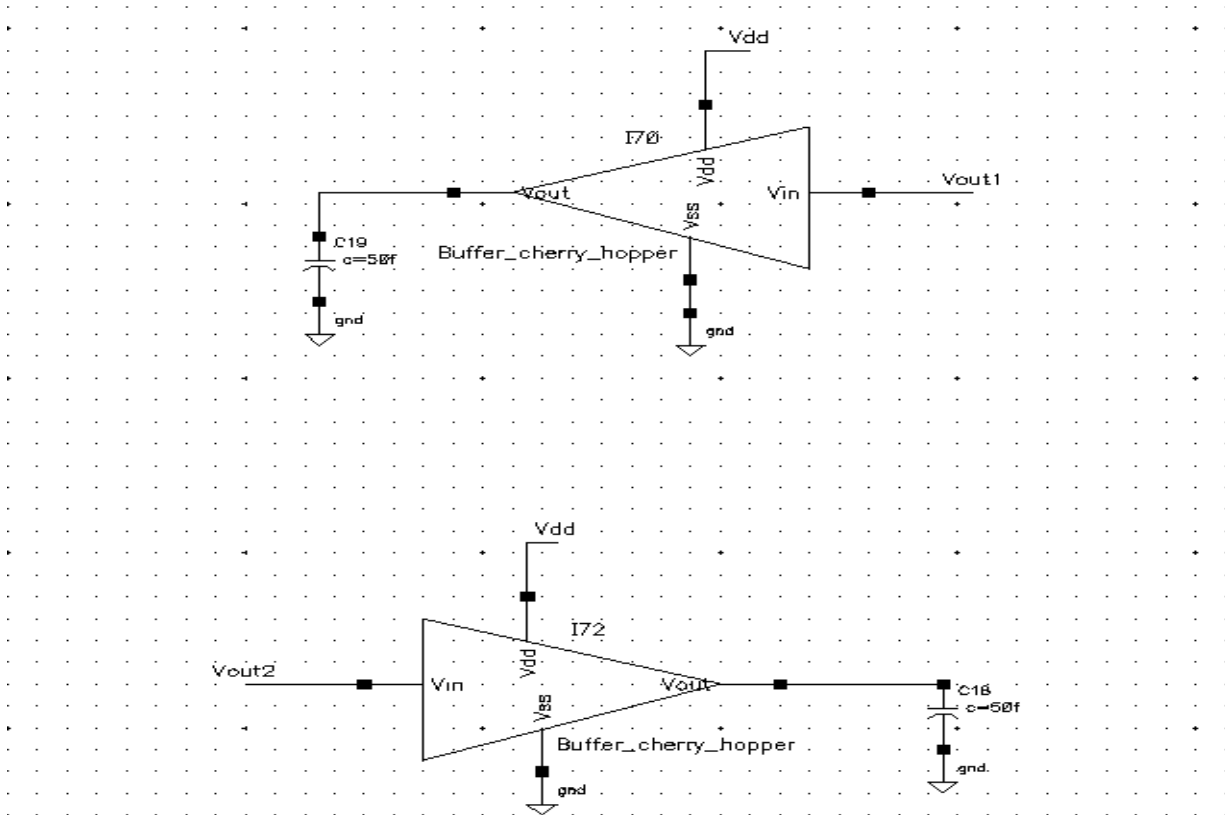 Vdd
I70
Vdd
Vout
Vin
Vout1
Vss
C19
c=50f
Buffer_cherry_hopper
gnd
gnd
Vdd
I72
Vout2
Vdd
Vin
Vout
Vss
C18
c=50f
Buffer_cherry_hopper
gnd
gnd